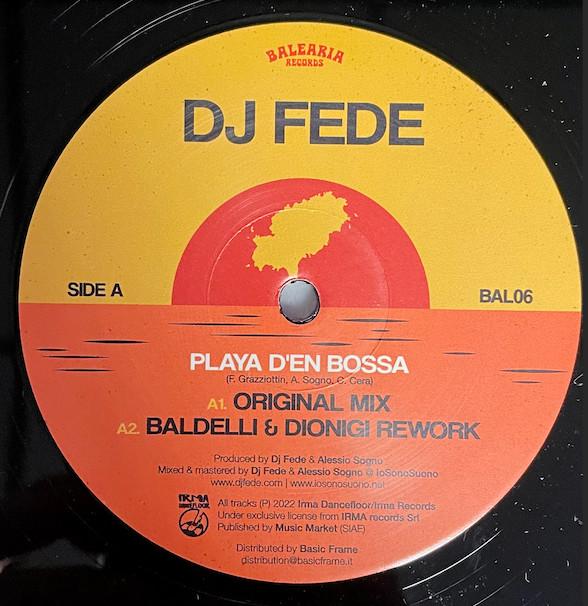 BALEARIA
RECORDS
DJ FEDE
SIDE A
BAL06
PLAYA D'EN BOSSA
(F. Grazziottin, A. Sogno, C. Cera)
A1. ORIGINAL MIX
A2. BALDELLI & DIONIGI REWORK
Produced by Dj Fede & Alessio Sogno
Mixed & mastered by Dj Fede & Alessio Sogno @ IoSonoSuono
www.djfede.com | www.iosonosuono.net
IRMA
DANCEFLOOR
All tracks (P) 2022 Irma Dancefloor/Irma Records
Under exclusive license from IRMA records Srl
Published by Music Market (SIAE)
Distributed by Basic Frame
distribution@basicframe.it